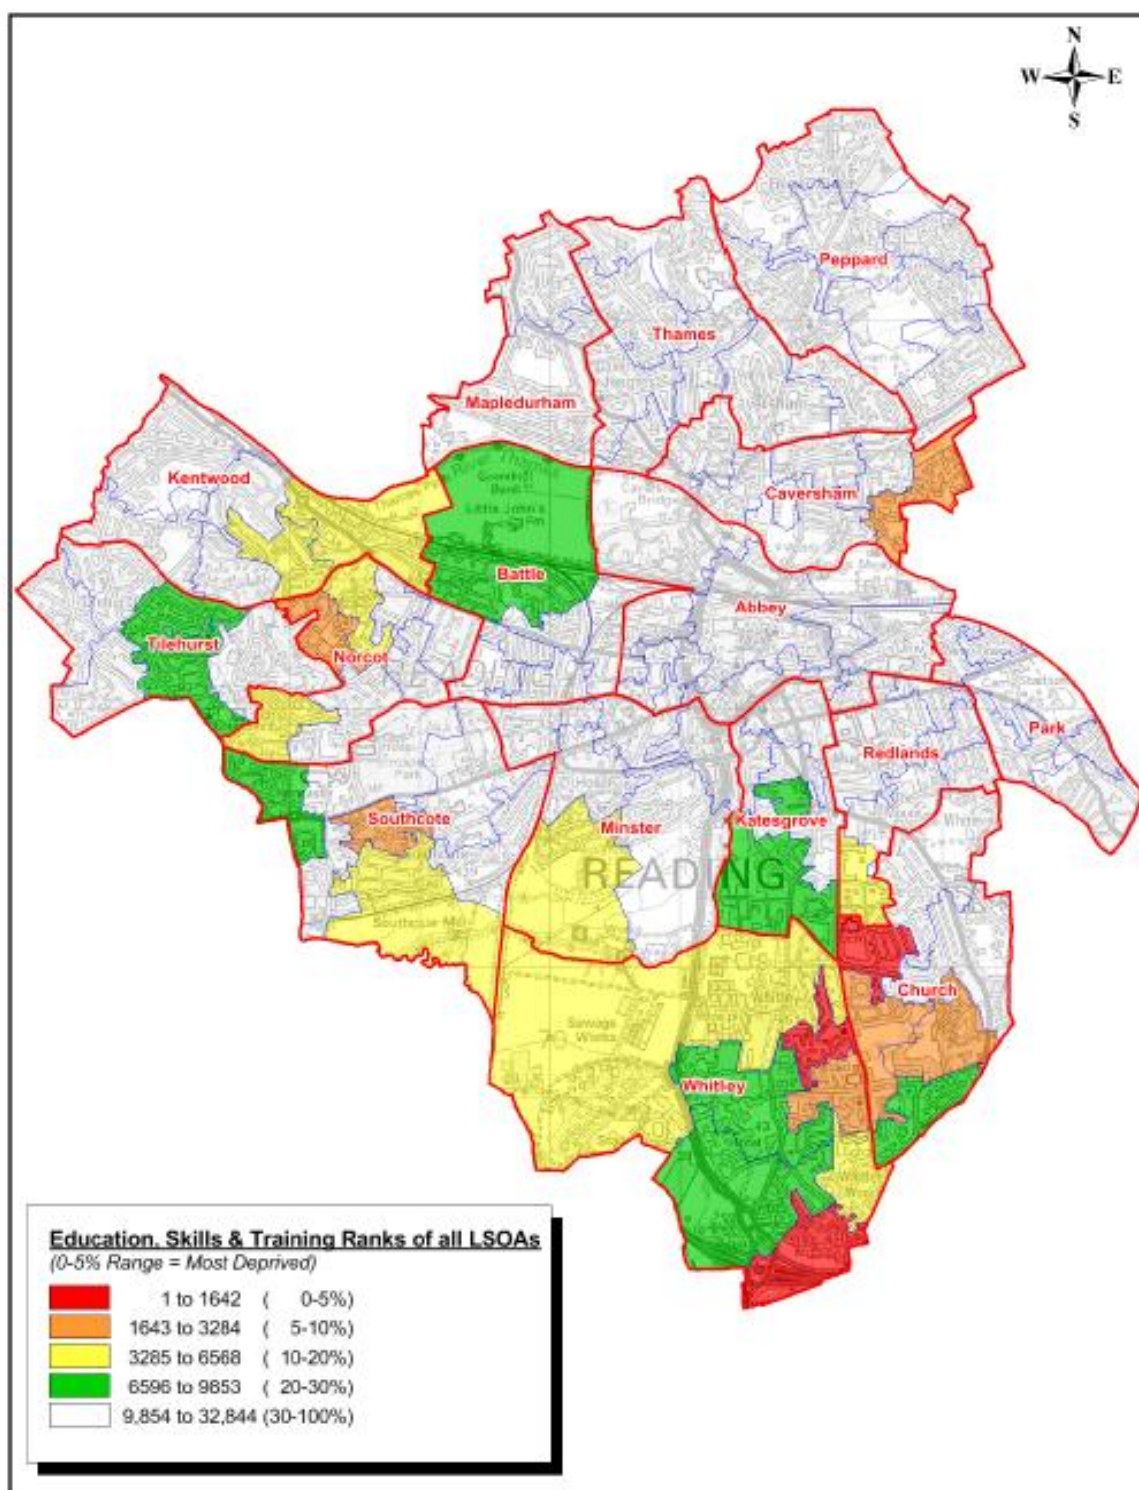 N
W E
S
Peppard
Thames
Mapledurham
Kentwood
Caversham
Battle
Abbey
Tilehurst
Norcot
Park
Redlands
Southcote
Minster
Katesgrove
READING
Church
Whitley
Education, Skills & Training Ranks of all LSOAs
(0-5% Range = Most Deprived)
1 to 1642 ( 0-5%)
1643 to 3284 ( 5-10%)
3285 to 6568 ( 10-20%)
6596 to 9853 ( 20-30%)
9,854 to 32,844 (30-100%)